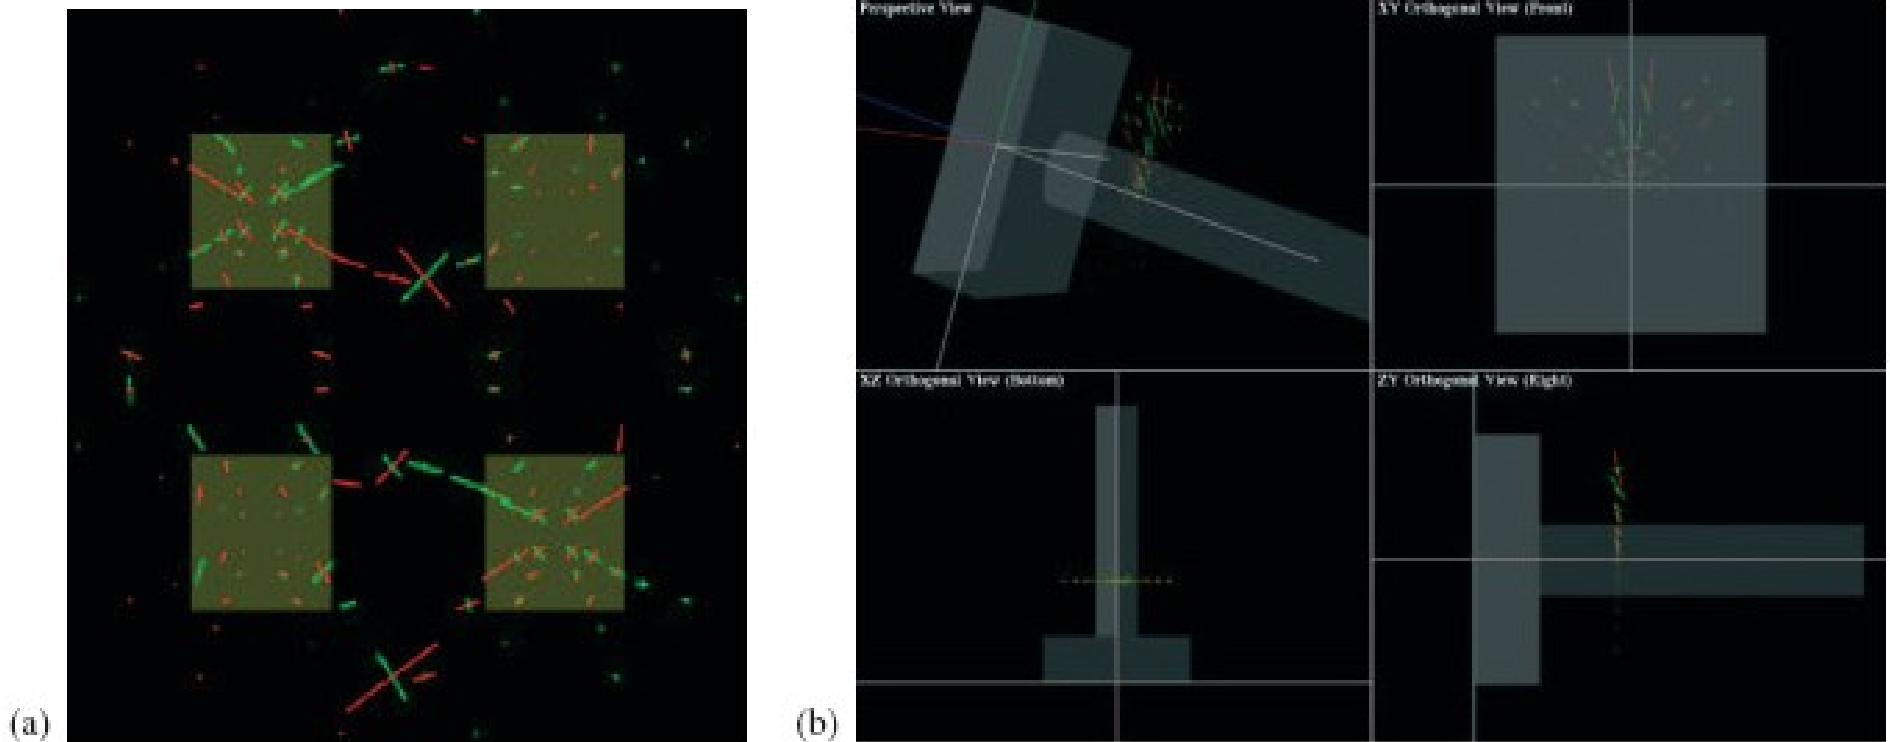 Perspective View
XY Orthogonal View (Front)
XZ Orthogonal View (Bottom)
ZY Orthogonal View (Right)
(a)
(b)